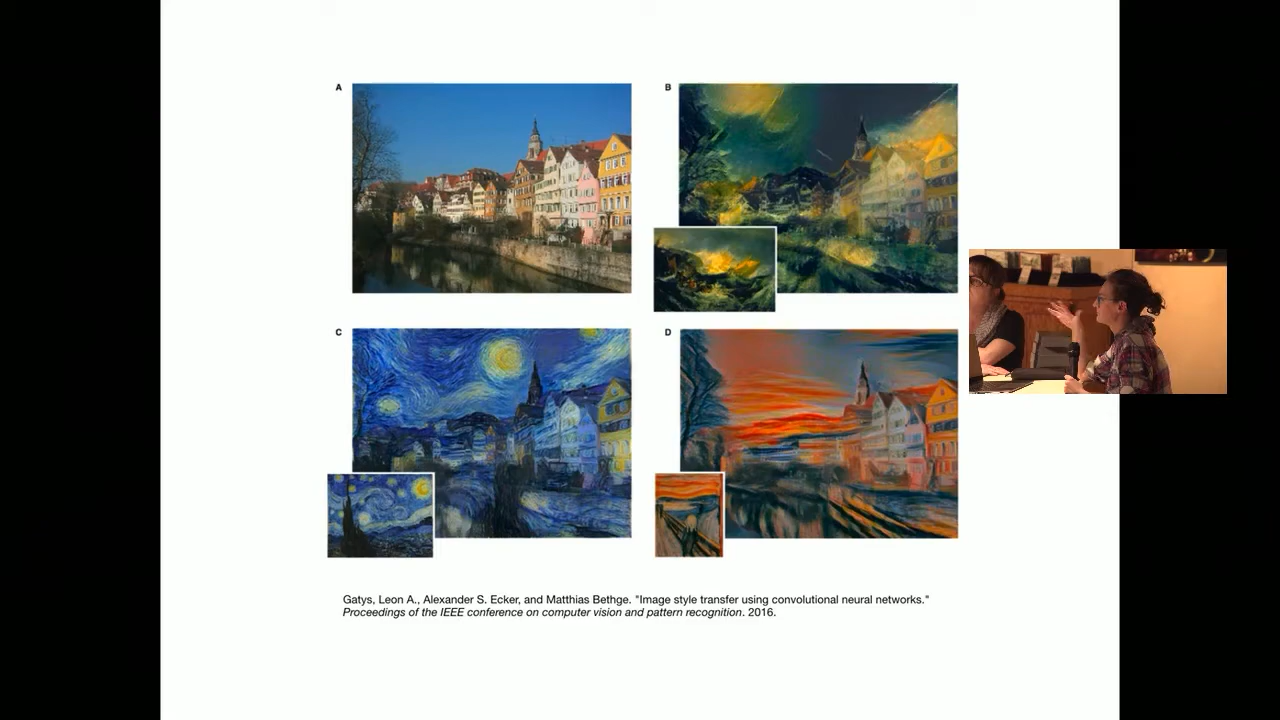 A
B
C
D
Gatys, Leon A., Alexander S. Ecker, and Matthias Bethge. "Image style transfer using convolutional neural networks."
Proceedings of the IEEE conference on computer vision and pattern recognition. 2016.